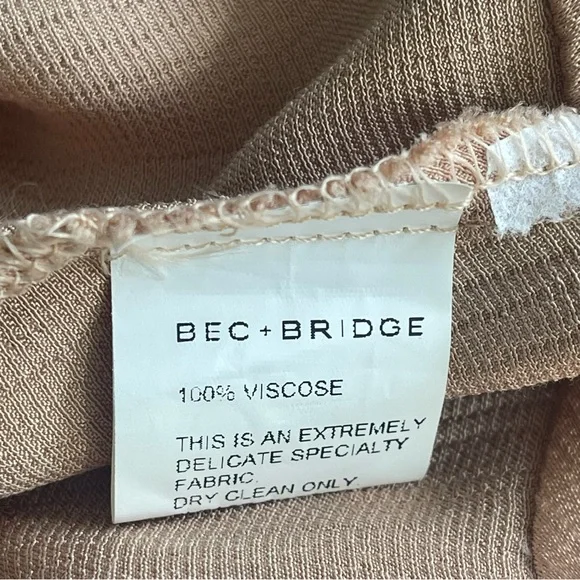 BEC + BRIDGE
100% VISCOSE
THIS IS AN EXTREMELY
DELICATE SPECIALTY
FABRIC.
DRY CLEAN ONLY